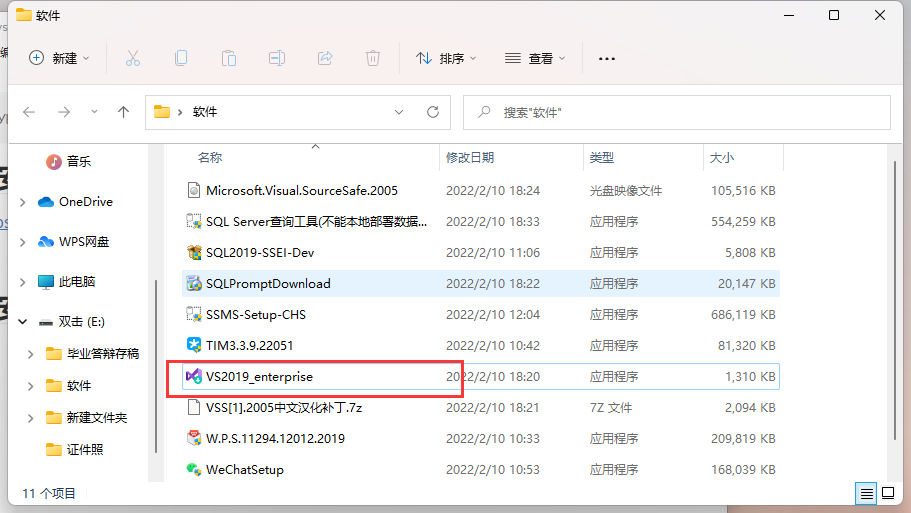 软件
新建
排序
查看
软件
搜索"软件"
音乐
OneDrive
WPS网盘
此电脑
双击 (E:)
毕业答辩存稿
软件
新建文件夹
证件照
名称 修改日期 类型 大小
Microsoft.Visual.SourceSafe.2005 2022/2/10 18:24 光盘映像文件 105,516 KB
SQL Server查询工具(不能本地部署数据... 2022/2/10 18:33 应用程序 554,259 KB
SQL2019-SSEI-Dev 2022/2/10 11:06 应用程序 5,808 KB
SQLPromptDownload 2022/2/10 18:22 应用程序 20,147 KB
SSMS-Setup-CHS 2022/2/10 12:04 应用程序 686,119 KB
TIM3.3.9.22051 2022/2/10 10:42 应用程序 81,320 KB
VS2019_enterprise 2022/2/10 18:20 应用程序 1,310 KB
VSS[1].2005中文汉化补丁.7z 2022/2/10 18:21 7Z 文件 2,094 KB
W.P.S.11294.12012.2019 2022/2/10 10:33 应用程序 209,819 KB
WeChatSetup 2022/2/10 10:53 应用程序 168,039 KB
11 个项目